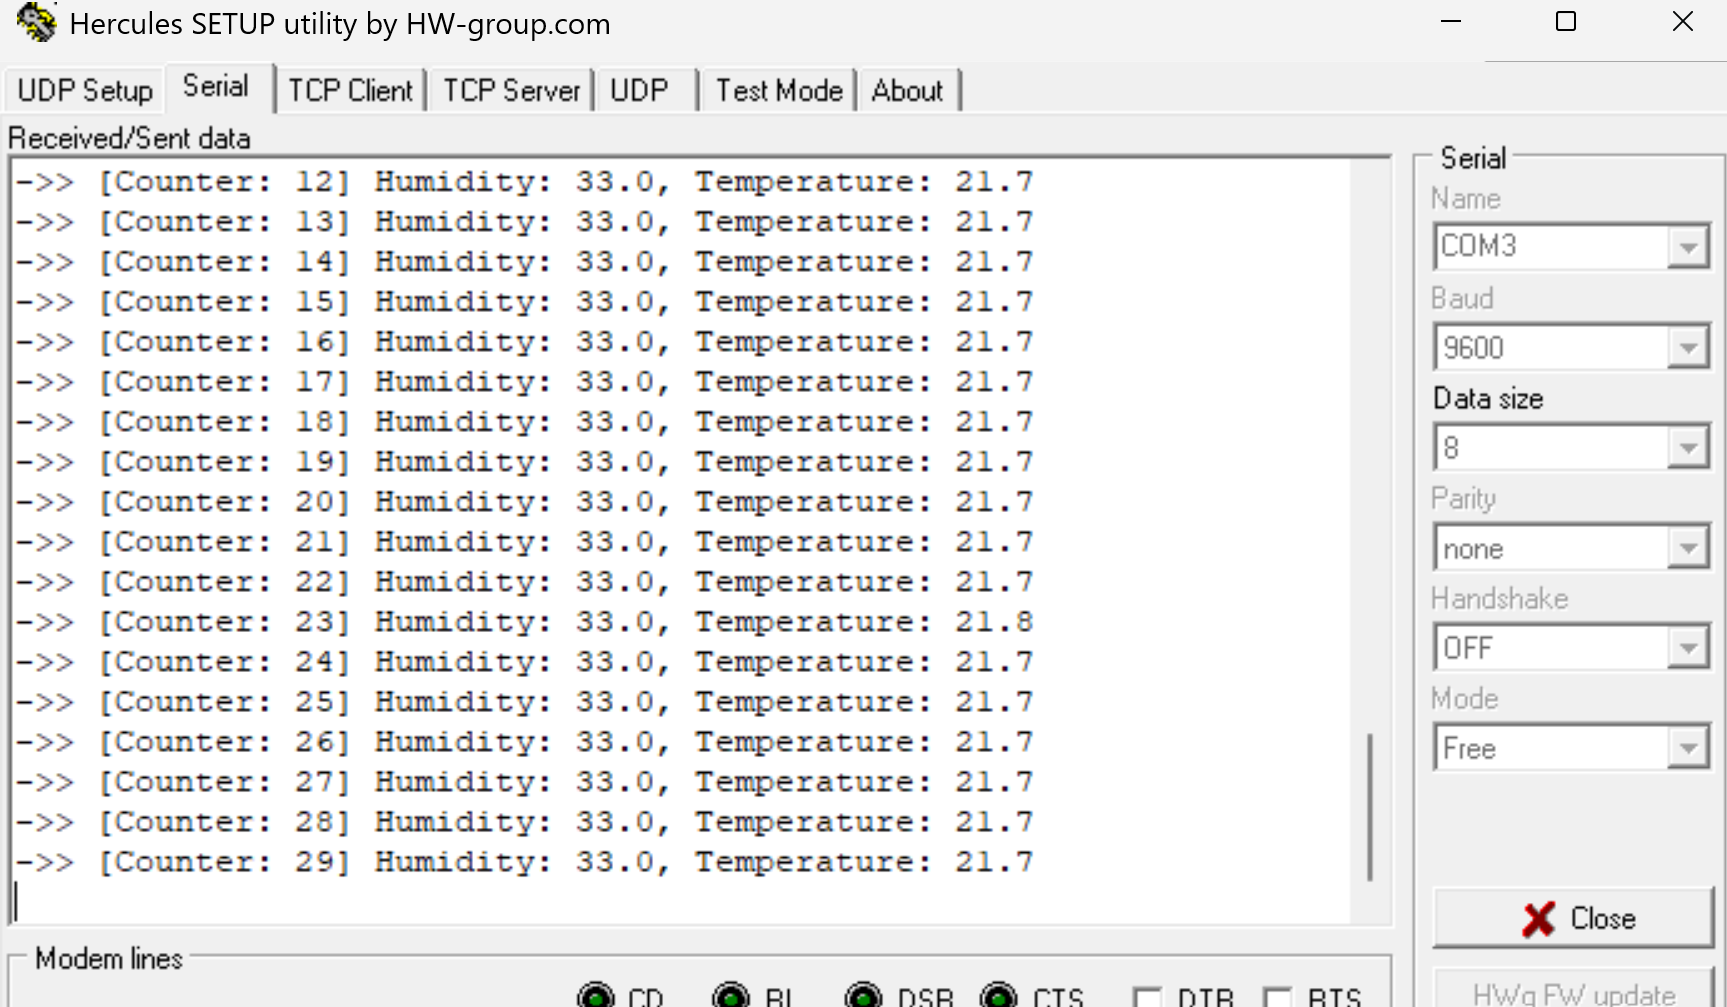 Hercules SETUP utility by HW-group.com
UDP Setup Serial TCP Client TCP Server UDP Test Mode About
Received/Sent data
->> [Counter: 12] Humidity: 33.0, Temperature: 21.7
->> [Counter: 13] Humidity: 33.0, Temperature: 21.7
->> [Counter: 14] Humidity: 33.0, Temperature: 21.7
->> [Counter: 15] Humidity: 33.0, Temperature: 21.7
->> [Counter: 16] Humidity: 33.0, Temperature: 21.7
->> [Counter: 17] Humidity: 33.0, Temperature: 21.7
->> [Counter: 18] Humidity: 33.0, Temperature: 21.7
->> [Counter: 19] Humidity: 33.0, Temperature: 21.7
->> [Counter: 20] Humidity: 33.0, Temperature: 21.7
->> [Counter: 21] Humidity: 33.0, Temperature: 21.7
->> [Counter: 22] Humidity: 33.0, Temperature: 21.7
->> [Counter: 23] Humidity: 33.0, Temperature: 21.8
->> [Counter: 24] Humidity: 33.0, Temperature: 21.7
->> [Counter: 25] Humidity: 33.0, Temperature: 21.7
->> [Counter: 26] Humidity: 33.0, Temperature: 21.7
->> [Counter: 27] Humidity: 33.0, Temperature: 21.7
->> [Counter: 28] Humidity: 33.0, Temperature: 21.7
->> [Counter: 29] Humidity: 33.0, Temperature: 21.7
Serial
Name
COM3
Baud
9600
Data size
8
Parity
none
Handshake
OFF
Mode
Free
Close
HWg FW update
Modem lines
CD RI DSR CTS DTR RTS